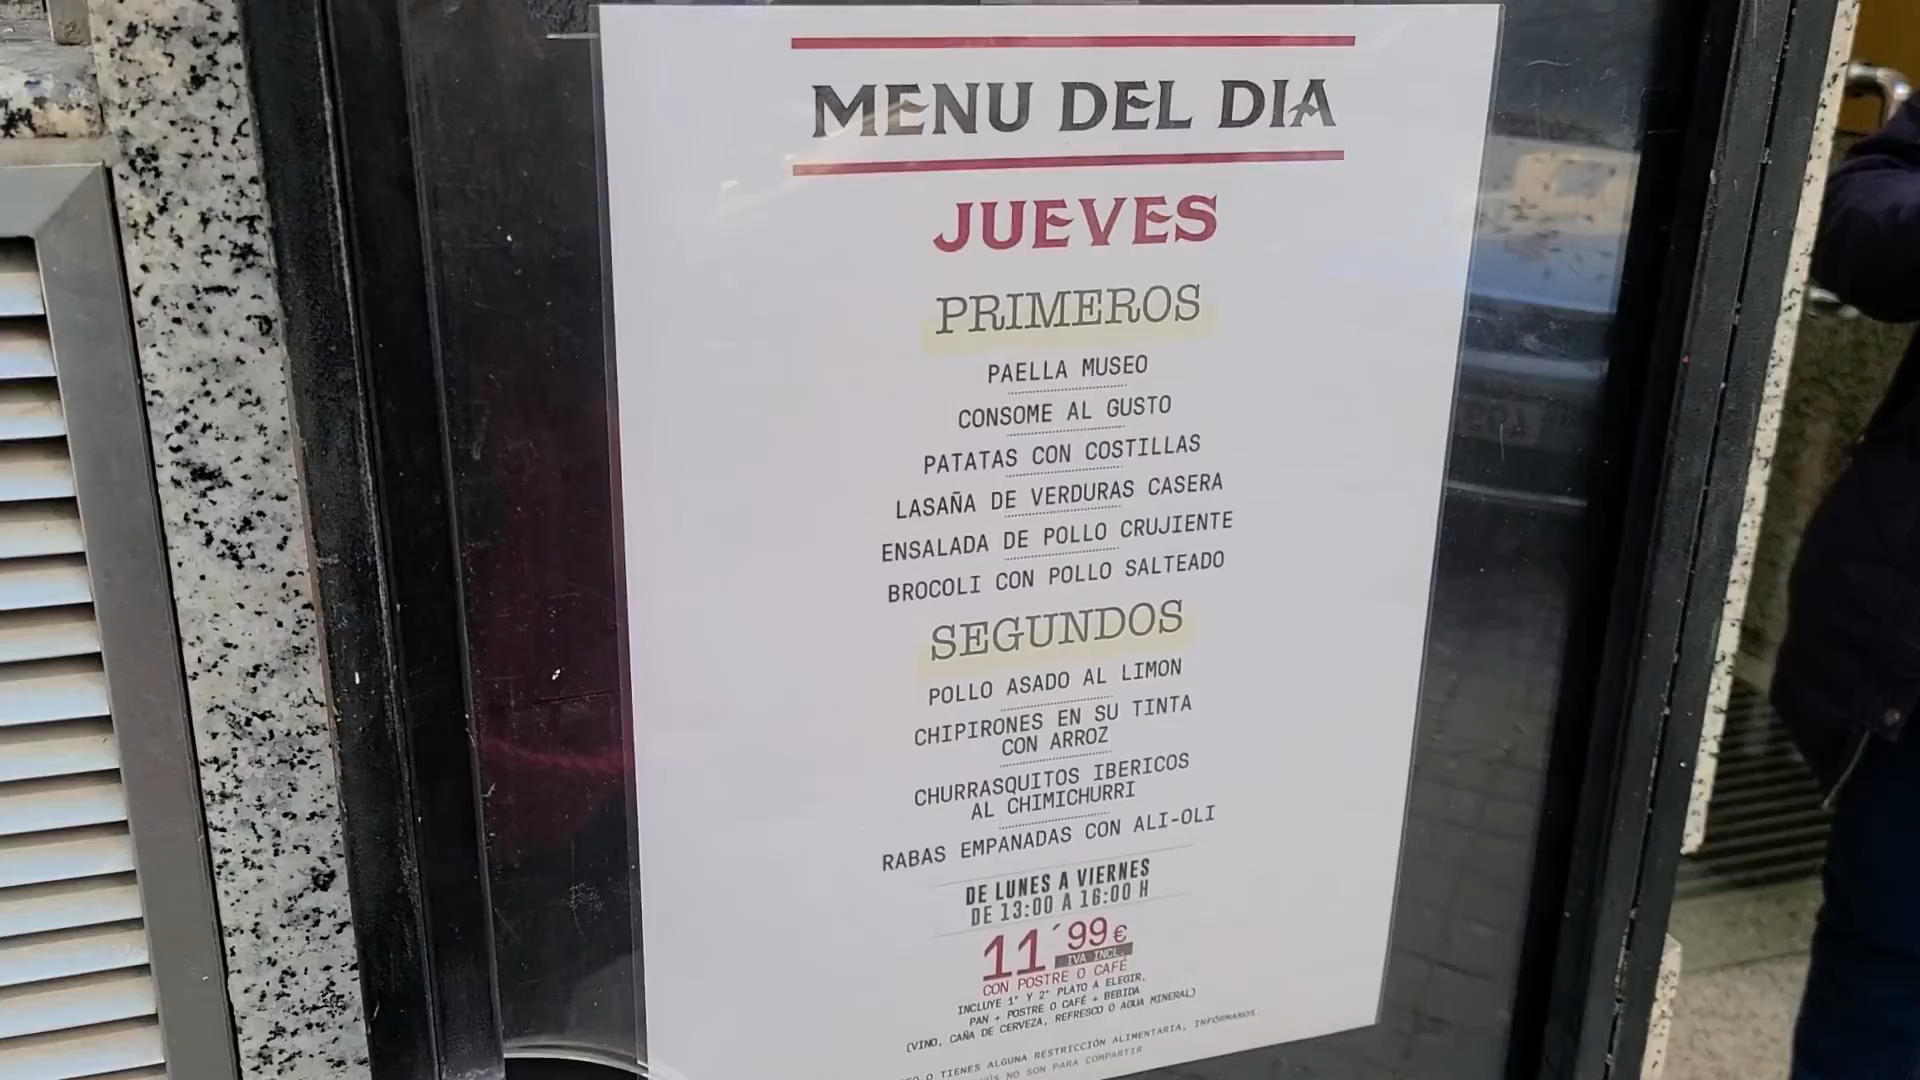 MENU DEL DIA
JUEVES
PRIMEROS
PAELLA MUSEO
CONSOME AL GUSTO
PATATAS CON COSTILLAS
LASAÑA DE VERDURAS CASERA
ENSALADA DE POLLO CRUJIENTE
BROCOLI CON POLLO SALTEADO
SEGUNDOS
POLLO ASADO AL LIMON
CHIPIRONES EN SU TINTA
CON ARROZ
CHURRASQUITOS IBERICOS
AL CHIMICHURRI
RABAS EMPANADAS CON ALI-OLI
DE LUNES A VIERNES
DE 13:00 A 16:00 H
11´99€
IVA INCL.
CON POSTRE O CAFÉ
INCLUYE 1° Y 2° PLATO A ELEGIR,
PAN + POSTRE O CAFÉ + BEBIDA
(VINO, CAÑA DE CERVEZA, REFRESCO O AGUA MINERAL)
O TIENES ALGUNA RESTRICCIÓN ALIMENTARIA, INFÓRMANOS.
NO SON PARA COMPARTIR